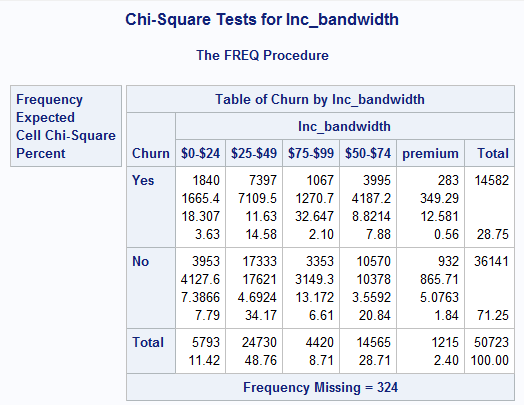 Chi-Square Tests for Inc_bandwidth
The FREQ Procedure
Frequency
Expected
Cell Chi-Square
Percent
Table of Churn by Inc_bandwidth
Inc_bandwidth
Churn $0-$24 $25-$49 $75-$99 $50-$74 premium Total
Yes 1840 7397 1067 3995 283 14582
1665.4 7109.5 1270.7 4187.2 349.29
18.307 11.63 32.647 8.8214 12.581
3.63 14.58 2.10 7.88 0.56 28.75
No 3953 17333 3353 10570 932 36141
4127.6 17621 3149.3 10378 865.71
7.3866 4.6924 13.172 3.5592 5.0763
7.79 34.17 6.61 20.84 1.84 71.25
Total 5793 24730 4420 14565 1215 50723
11.42 48.76 8.71 28.71 2.40 100.00
Frequency Missing = 324